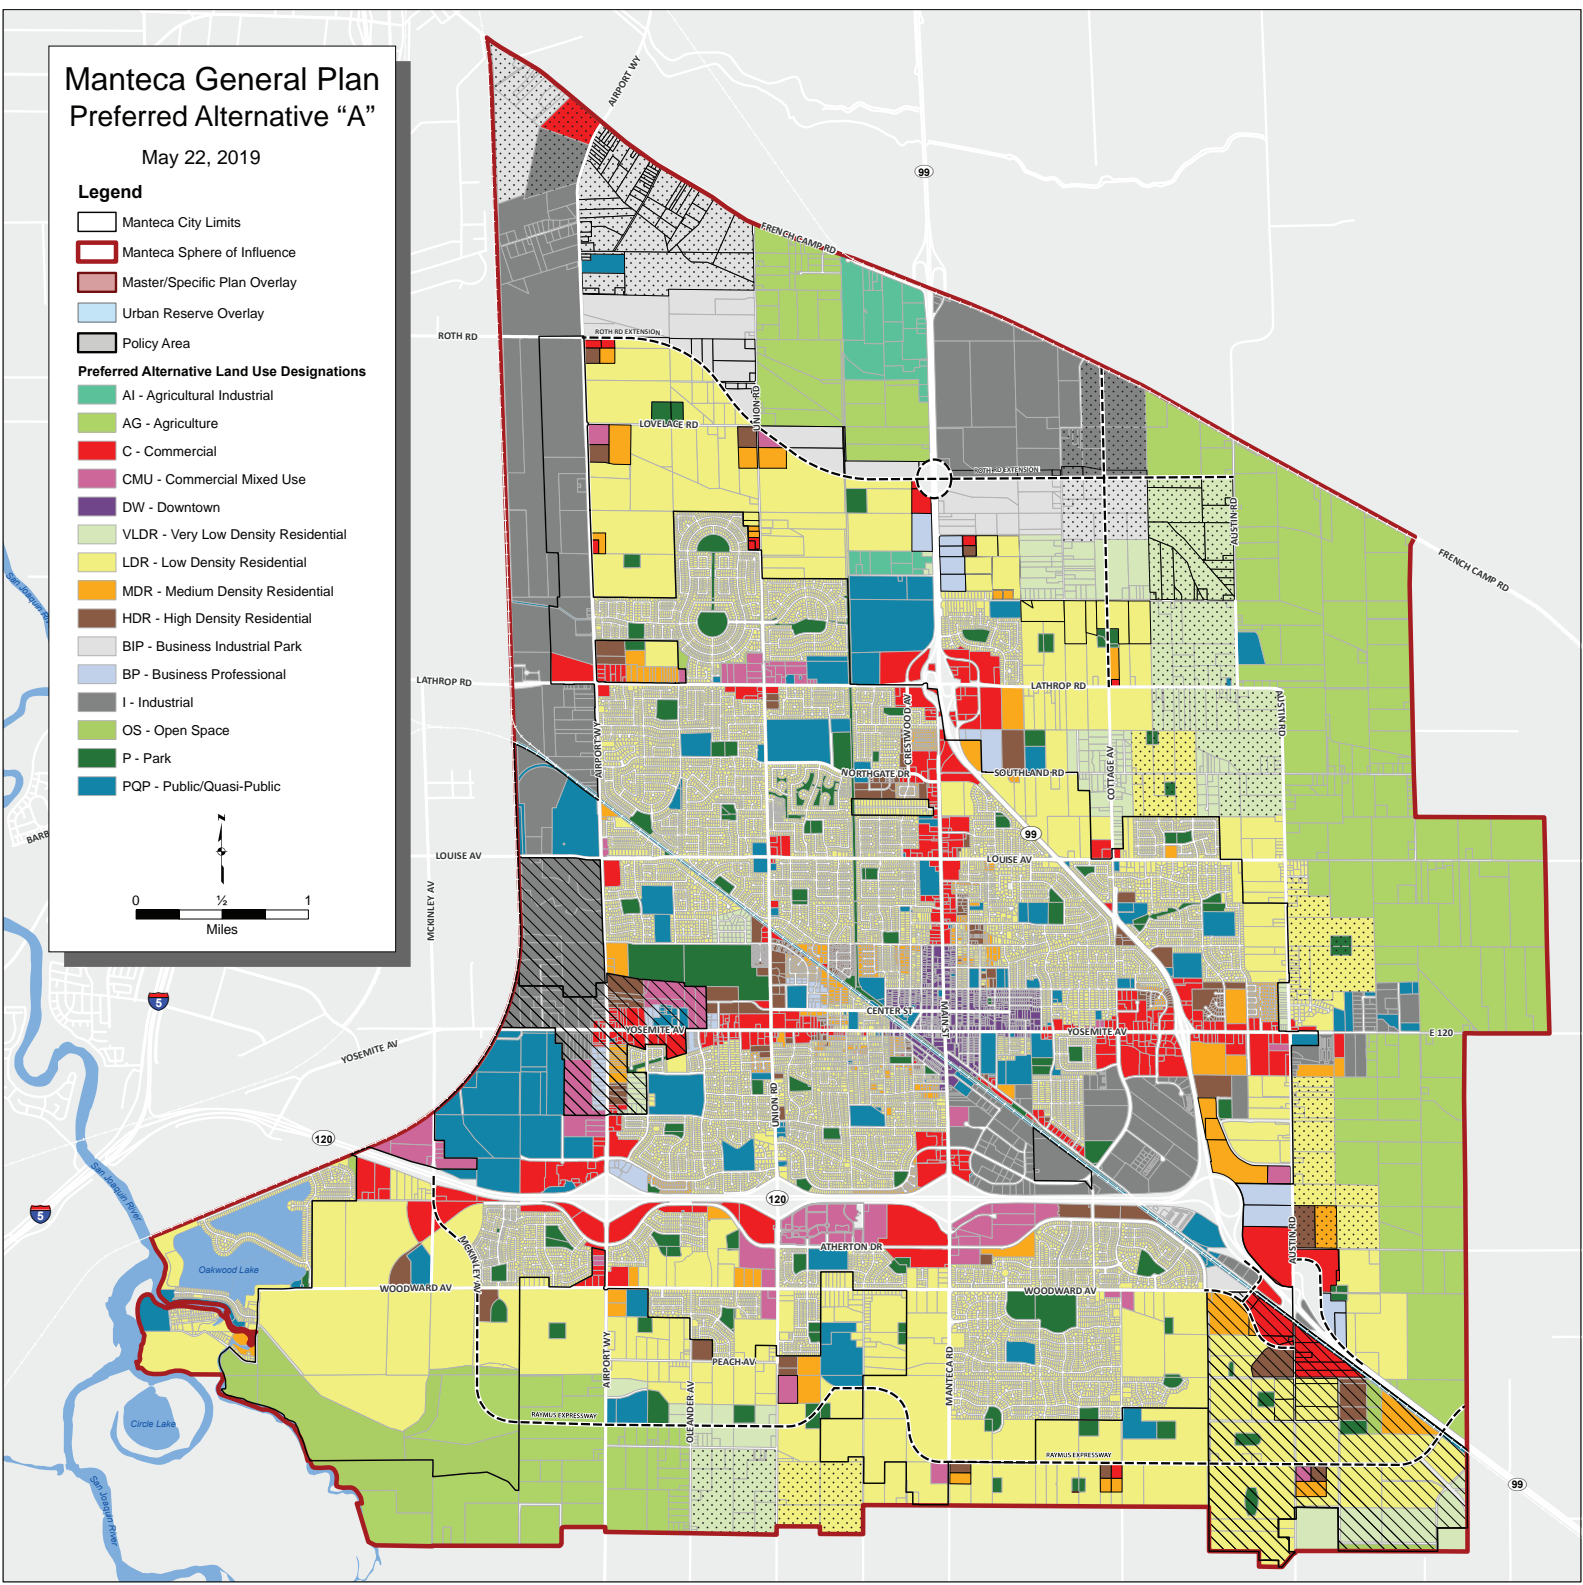 Manteca General Plan
Preferred Alternative “A”
May 22, 2019
Legend
Manteca City Limits
Manteca Sphere of Influence
Master/Specific Plan Overlay
Urban Reserve Overlay
Policy Area
Preferred Alternative Land Use Designations
AI - Agricultural Industrial
AG - Agriculture
C - Commercial
CMU - Commercial Mixed Use
DW - Downtown
VLDR - Very Low Density Residential
LDR - Low Density Residential
MDR - Medium Density Residential
HDR - High Density Residential
BIP - Business Industrial Park
BP - Business Professional
I - Industrial
OS - Open Space
P - Park
PQP - Public/Quasi-Public
N
0 ½ 1
Miles
AIRPORT WY
99
FRENCH CAMP RD
ROTH RD
ROTH RD EXTENSION
UNION RD
LOVELACE RD
ROTH RD EXTENSION
AUSTIN RD
FRENCH CAMP RD
LATHROP RD
LATHROP RD
AUSTIN RD
AIRPORT WY
CRESTWOOD AV
NORTHGATE DR
SOUTHLAND RD
COTTAGE AV
99
BARB
LOUISE AV
LOUISE AV
MCKINLEY AV
5
CENTER ST
MAIN ST
YOSEMITE AV
YOSEMITE AV
YOSEMITE AV
E 120
UNION RD
120
San Joaquin River
5
120
AUSTIN RD
MCKINLEY AV
ATHERTON DR
Oakwood Lake
WOODWARD AV
WOODWARD AV
AIRPORT WY
PEACH AV
MANTECA RD
OLEANDER AV
Circle Lake
RAYMUS EXPRESSWAY
RAYMUS EXPRESSWAY
99
San Joaquin River